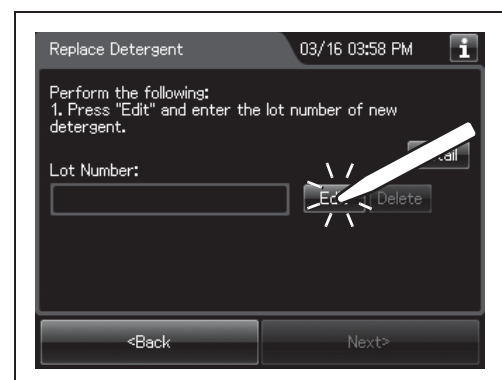 Replace Detergent 03/16 03:58 PM i
Perform the following:
1. Press "Edit" and enter the lot number of new
detergent.
Lot Number:
Delete
<Back Next>